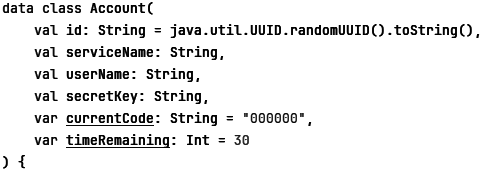 data class Account(
    val id: String = java.util.UUID.randomUUID().toString(),
    val serviceName: String,
    val userName: String,
    val secretKey: String,
    var currentCode: String = "000000",
    var timeRemaining: Int = 30
) {